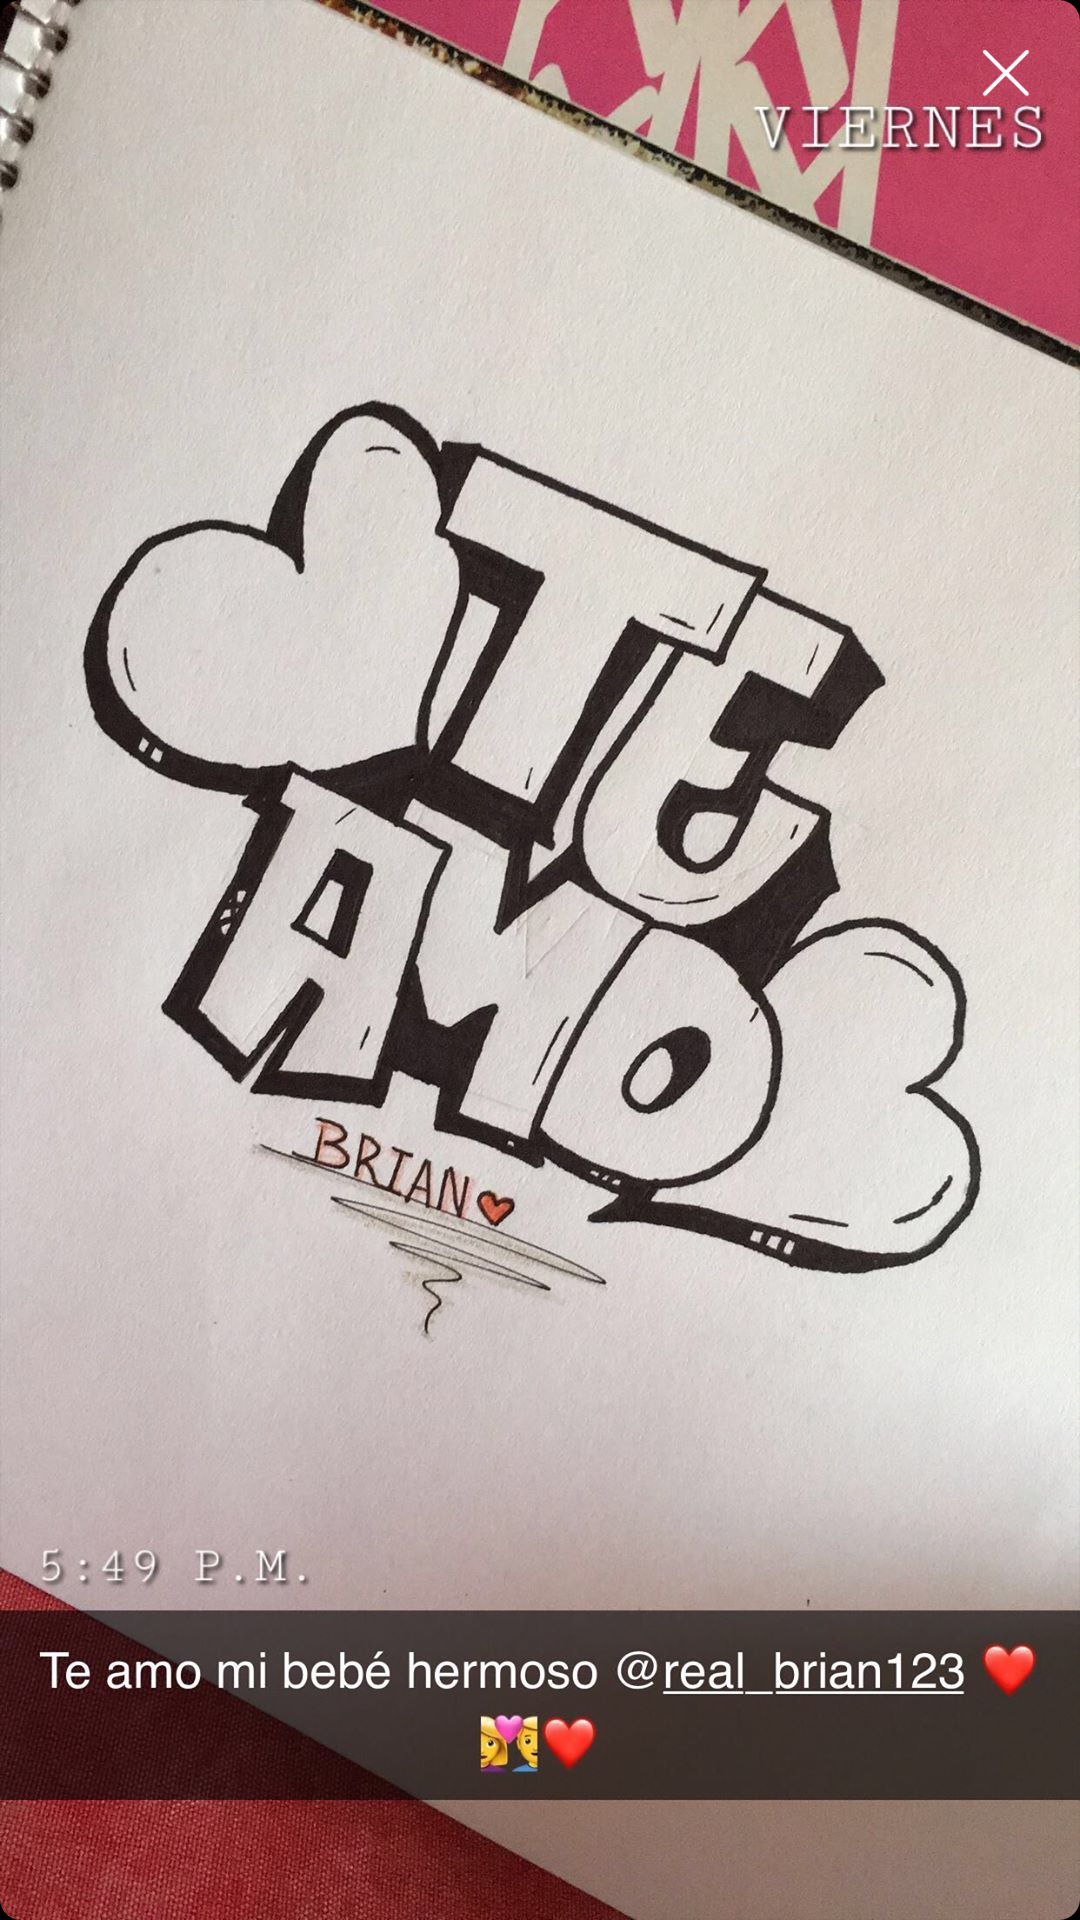 VIERNES
TE
AMO
BRIAN
5:49 P.M.
Te amo mi bebé hermoso @real_brian123 ❤️
💑❤️